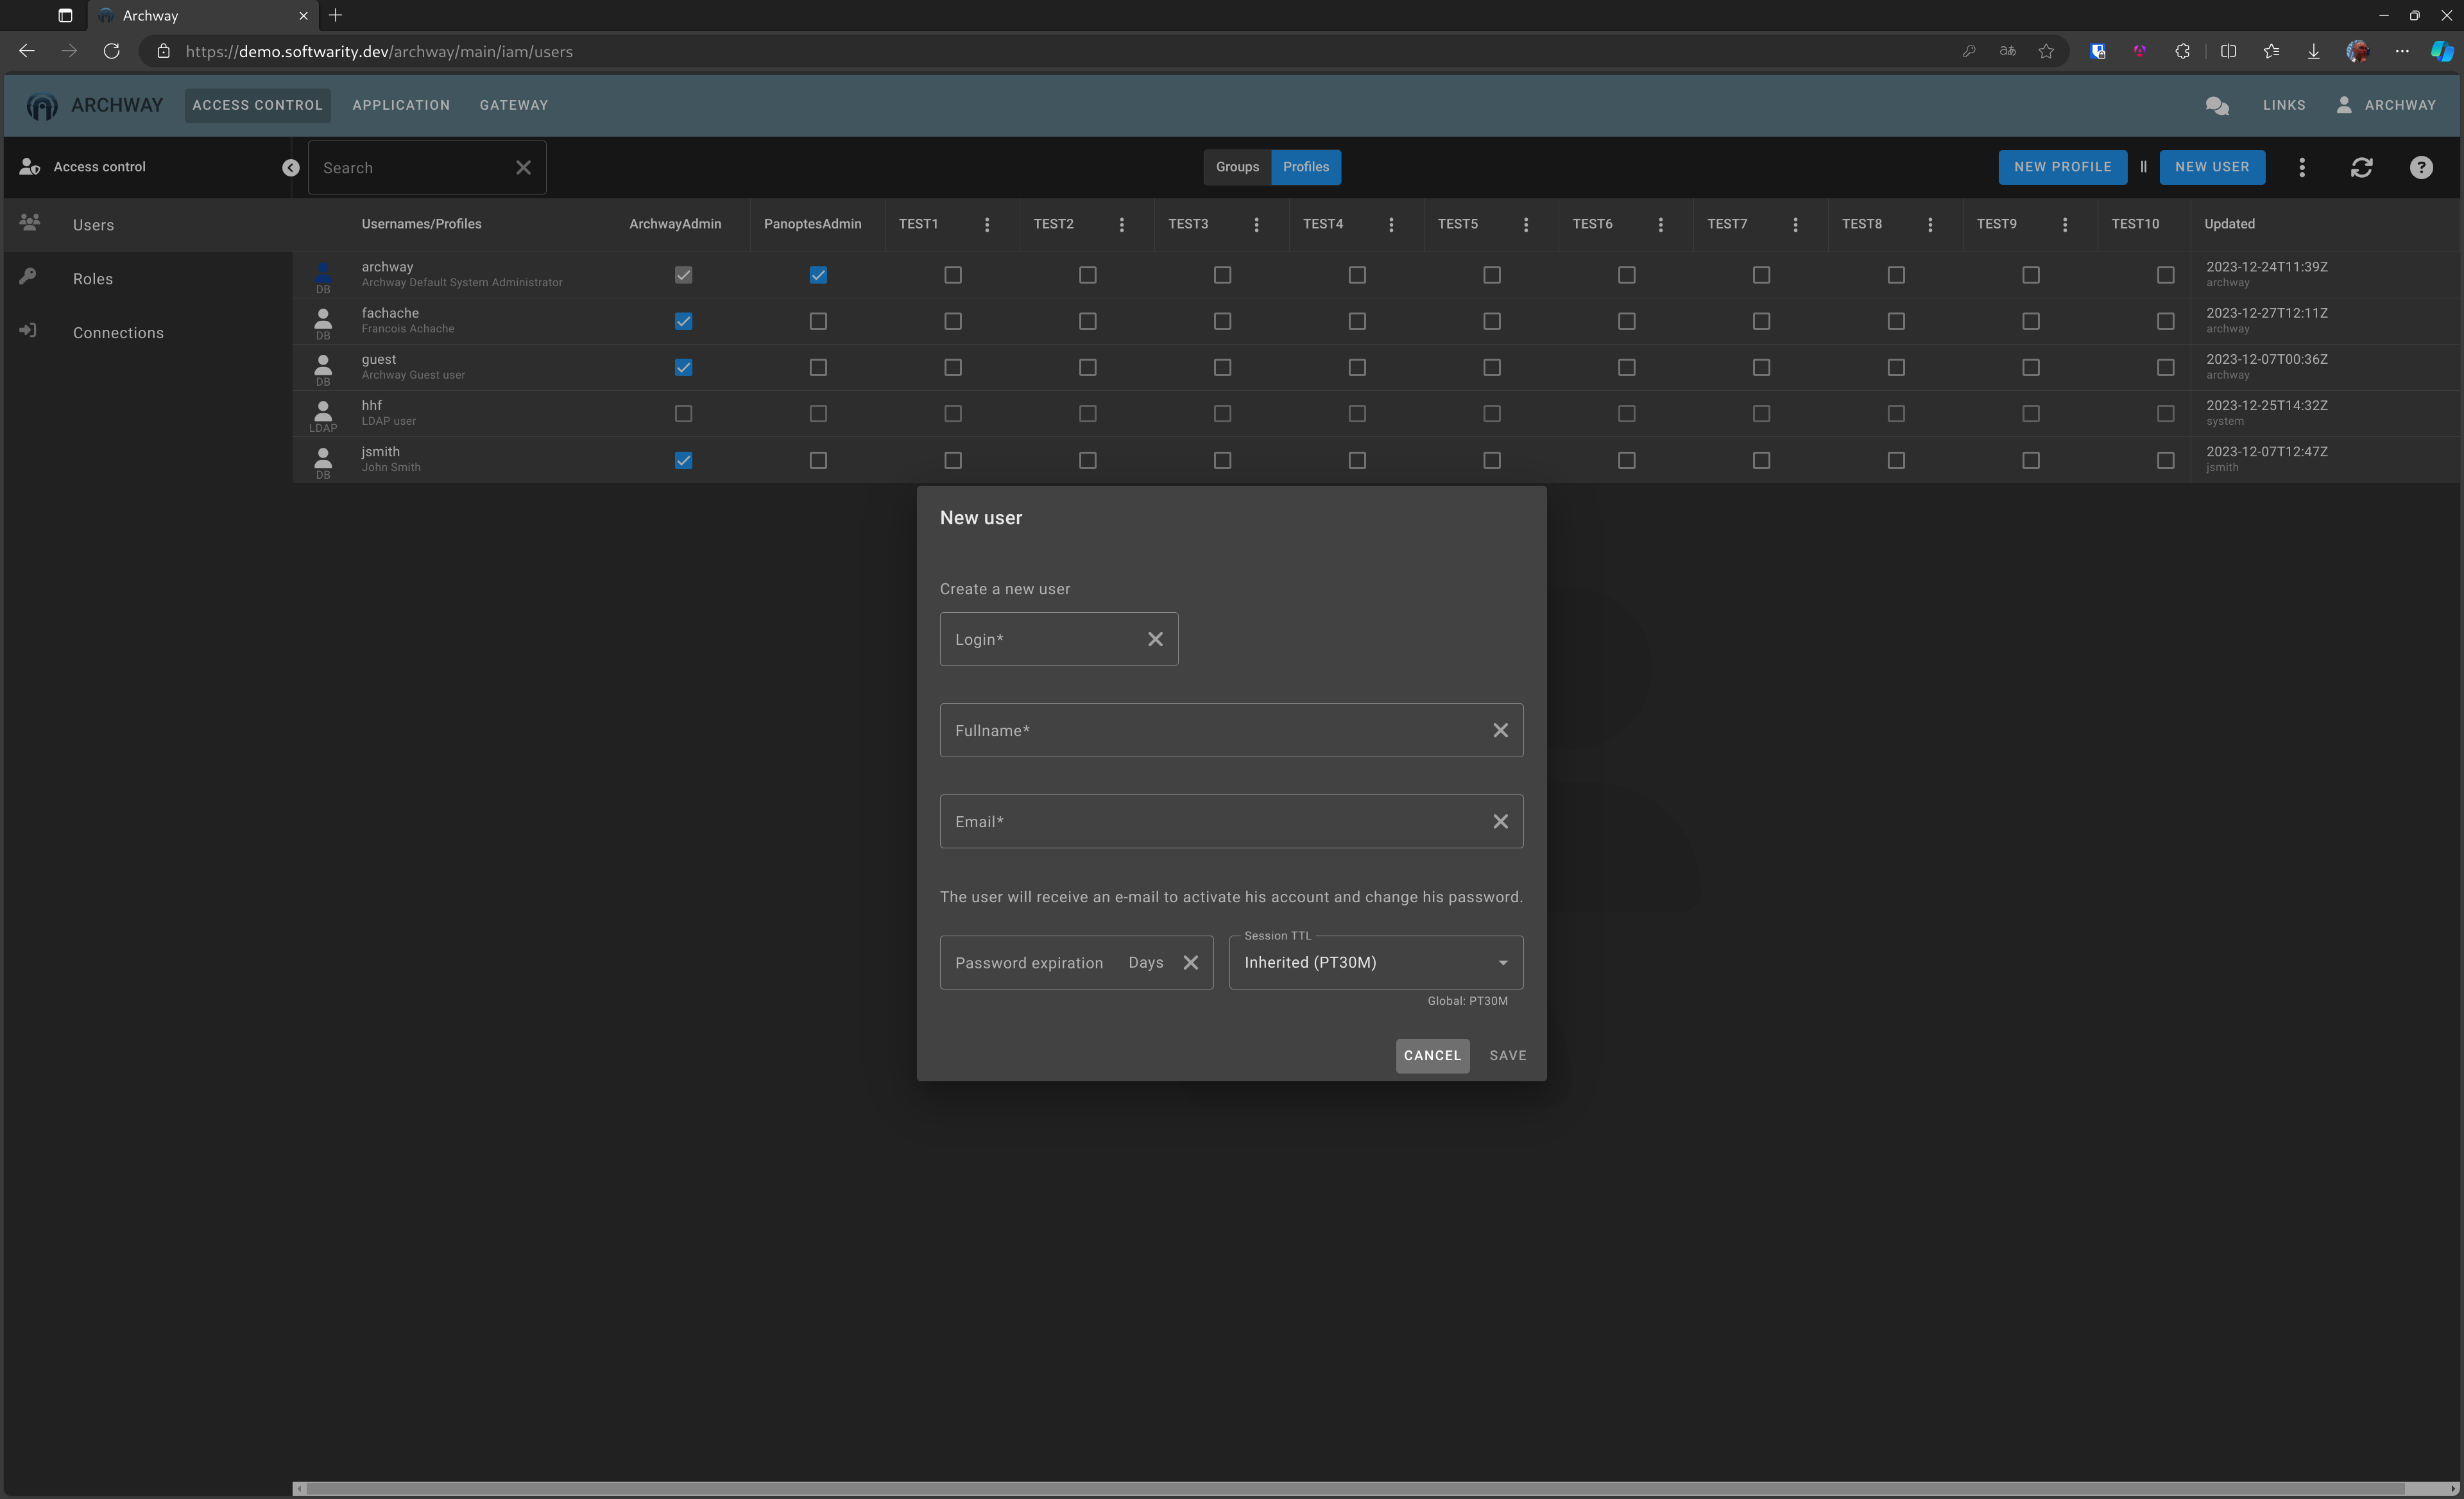 Archway
https://demo.softwarity.dev/archway/main/iam/users
ARCHWAY ACCESS CONTROL APPLICATION GATEWAY LINKS ARCHWAY
Access control Search Groups Profiles NEW PROFILE NEW USER
Users
Roles
Connections
Usernames/Profiles ArchwayAdmin PanoptesAdmin TEST1 TEST2 TEST3 TEST4 TEST5 TEST6 TEST7 TEST8 TEST9 TEST10 Updated
archway 2023-12-24T11:39Z
DB Archway Default System Administrator archway
fachache 2023-12-27T12:11Z
DB Francois Achache archway
guest 2023-12-07T00:36Z
DB Archway Guest user archway
hhf 2023-12-25T14:32Z
LDAP LDAP user system
jsmith 2023-12-07T12:47Z
DB John Smith jsmith
New user
Create a new user
Login*
Fullname*
Email*
The user will receive an e-mail to activate his account and change his password.
Session TTL
Password expiration Days Inherited (PT30M)
Global: PT30M
CANCEL SAVE